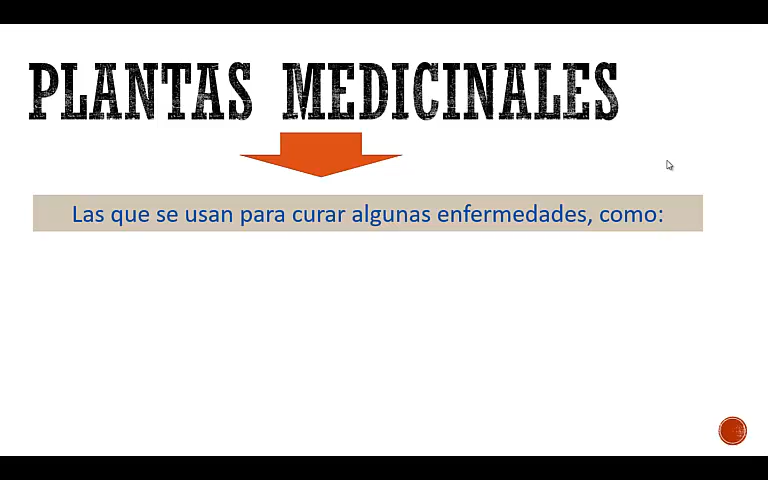 PLANTAS MEDICINALES
Las que se usan para curar algunas enfermedades, como: